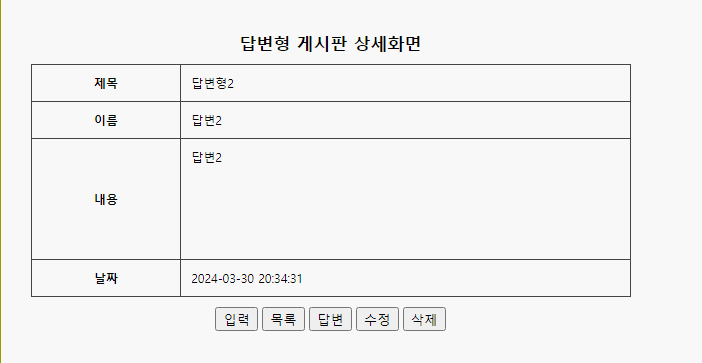 답변형 게시판 상세화면
제목 답변형2
이름 답변2
내용 답변2
날짜 2024-03-30 20:34:31
입력 목록 답변 수정 삭제